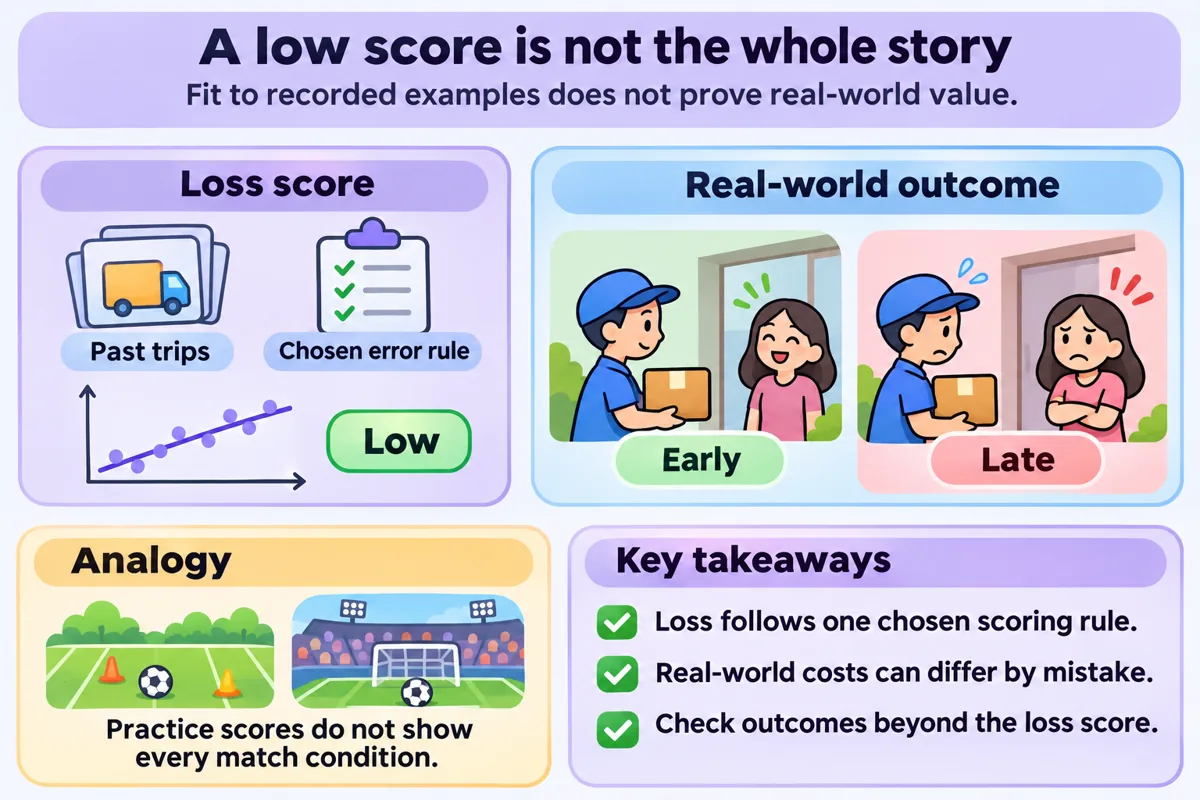 A low score is not the whole story
Fit to recorded examples does not prove real-world value.
Loss score
Past trips
Chosen error rule
Low
Real-world outcome
Early
Late
Analogy
Practice scores do not show
every match condition.
Key takeaways
Loss follows one chosen scoring rule.
Real-world costs can differ by mistake.
Check outcomes beyond the loss score.